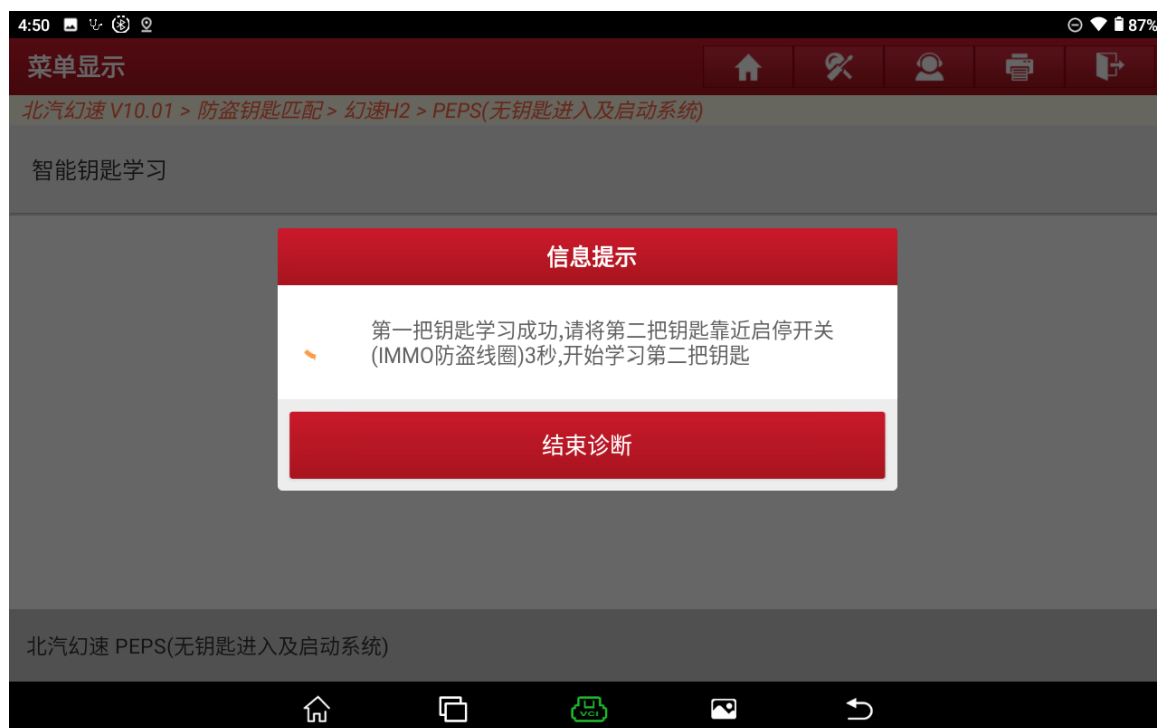 4:50
87%
菜单显示
北汽幻速 V10.01 > 防盗钥匙匹配 > 幻速H2 > PEPS(无钥匙进入及启动系统)
智能钥匙学习
信息提示
第一把钥匙学习成功,请将第二把钥匙靠近启停开关
(IMMO防盗线圈)3秒,开始学习第二把钥匙
结束诊断
北汽幻速 PEPS(无钥匙进入及启动系统)
VCI